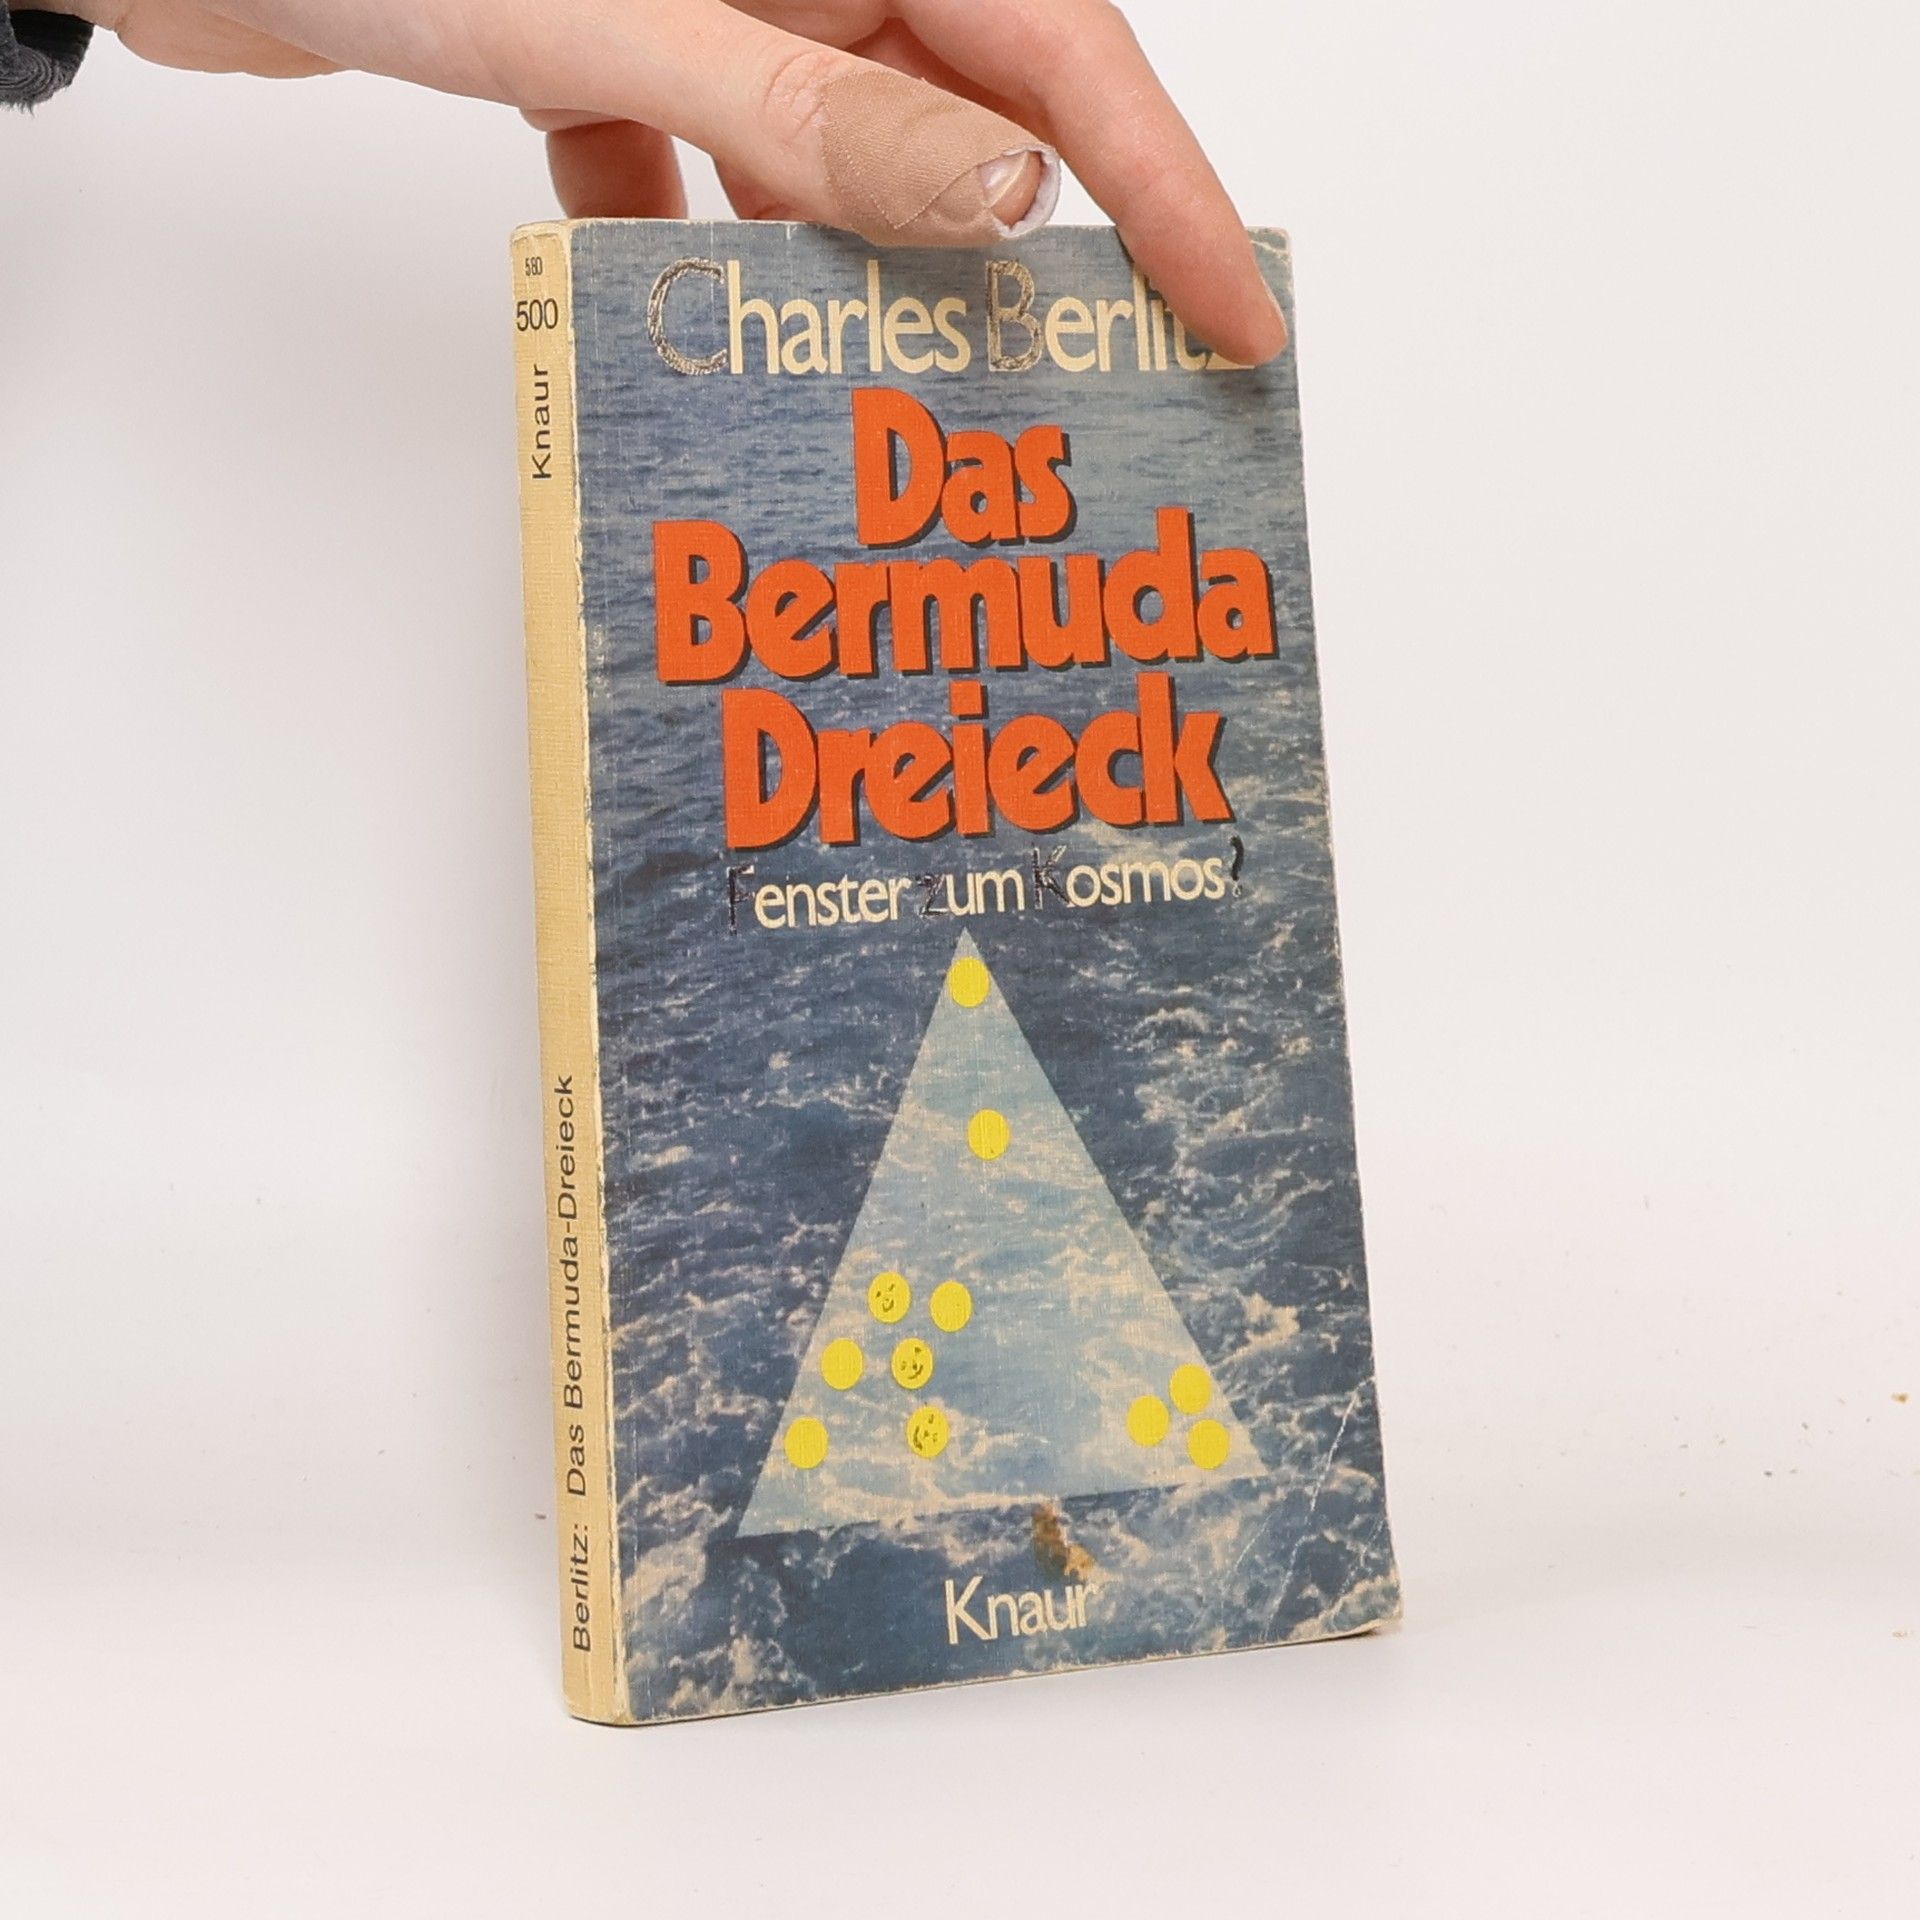 580
500
Knaur
Berlitz: Das Bermuda-Dreieck
Charles Berlitz
Das
Bermuda
Dreieck
Fenster zum Kosmos?
Knaur